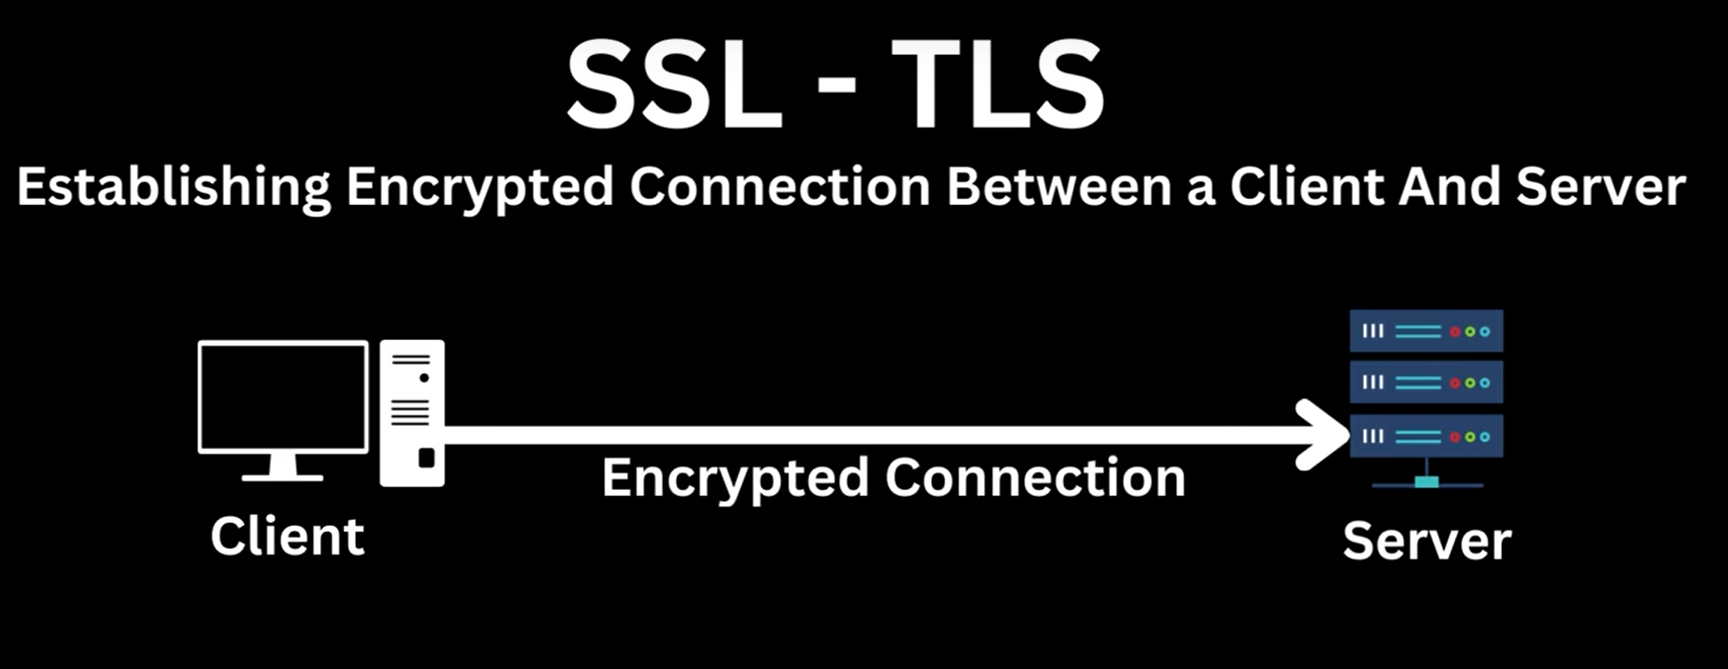 SSL - TLS
Establishing Encrypted Connection Between a Client And Server
Encrypted Connection
Client
Server